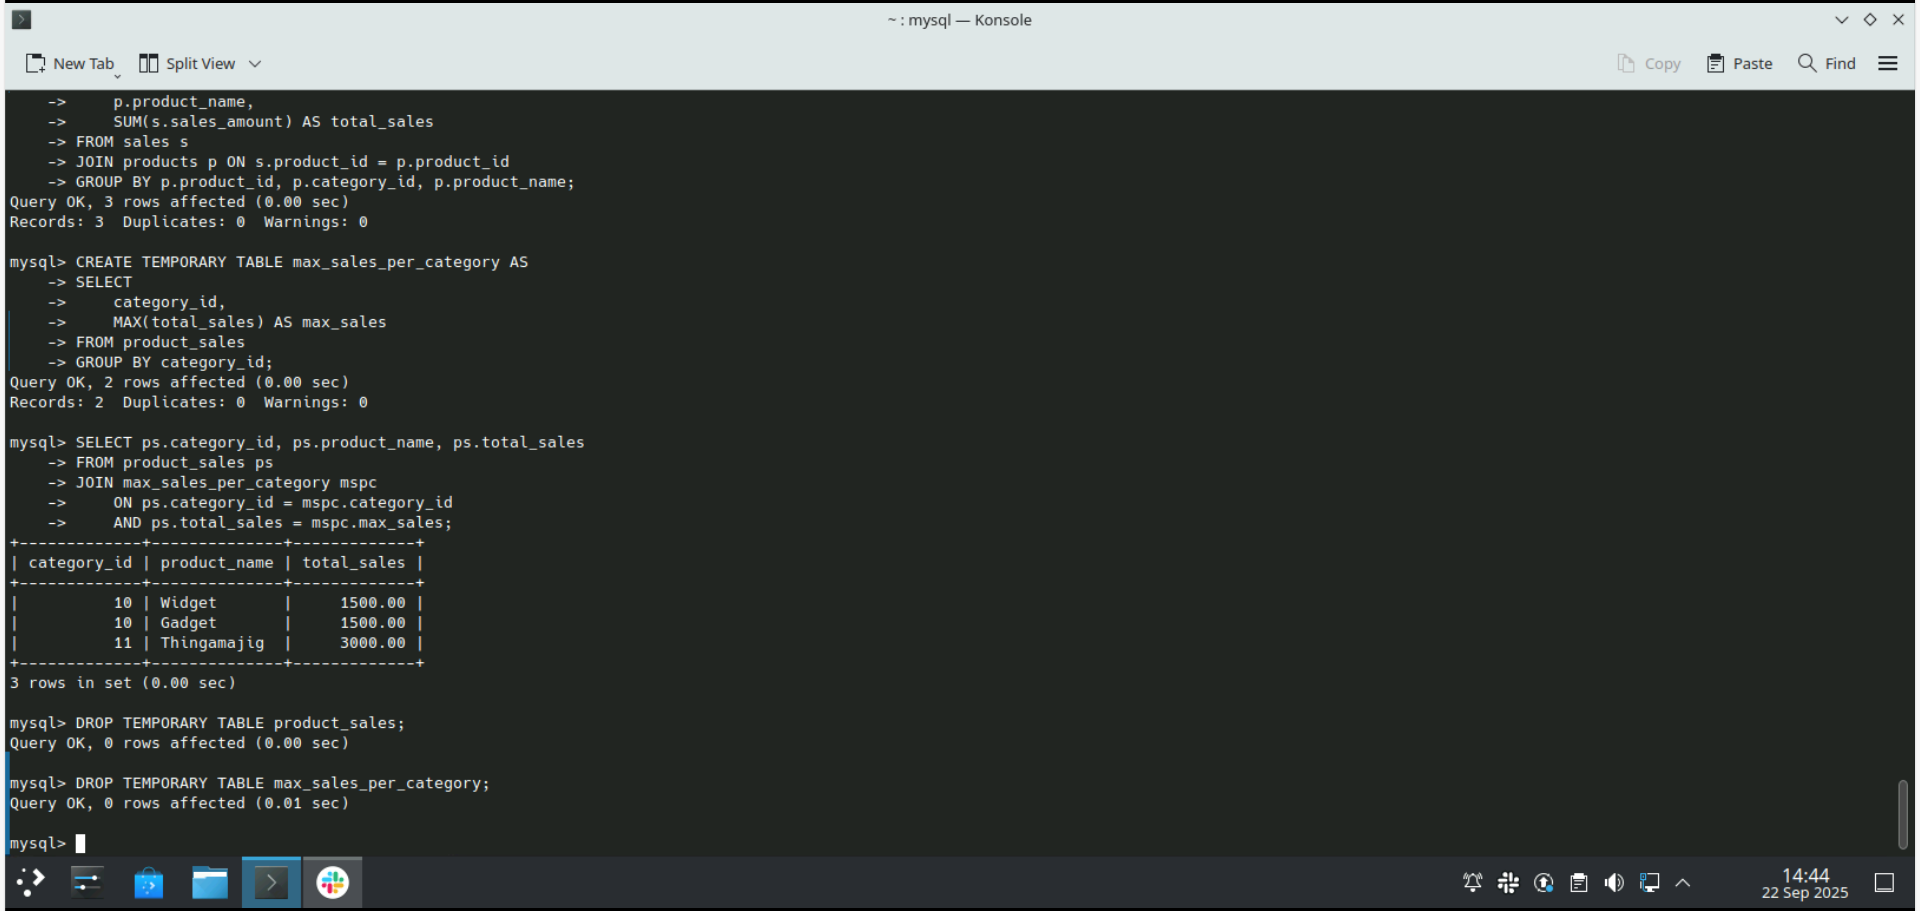 ~ : mysql — Konsole
New Tab Split View Copy Paste Find
    ->     p.product_name,
    ->     SUM(s.sales_amount) AS total_sales
    -> FROM sales s
    -> JOIN products p ON s.product_id = p.product_id
    -> GROUP BY p.product_id, p.category_id, p.product_name;
Query OK, 3 rows affected (0.00 sec)
Records: 3  Duplicates: 0  Warnings: 0
mysql> CREATE TEMPORARY TABLE max_sales_per_category AS
    -> SELECT
    ->     category_id,
    ->     MAX(total_sales) AS max_sales
    -> FROM product_sales
    -> GROUP BY category_id;
Query OK, 2 rows affected (0.00 sec)
Records: 2  Duplicates: 0  Warnings: 0
mysql> SELECT ps.category_id, ps.product_name, ps.total_sales
    -> FROM product_sales ps
    -> JOIN max_sales_per_category mspc
    ->     ON ps.category_id = mspc.category_id
    ->     AND ps.total_sales = mspc.max_sales;
+-------------+--------------+-------------+
| category_id | product_name | total_sales |
+-------------+--------------+-------------+
|          10 | Widget       |     1500.00 |
|          10 | Gadget       |     1500.00 |
|          11 | Thingamajig  |     3000.00 |
+-------------+--------------+-------------+
3 rows in set (0.00 sec)
mysql> DROP TEMPORARY TABLE product_sales;
Query OK, 0 rows affected (0.00 sec)
mysql> DROP TEMPORARY TABLE max_sales_per_category;
Query OK, 0 rows affected (0.01 sec)
mysql>
14:44
22 Sep 2025